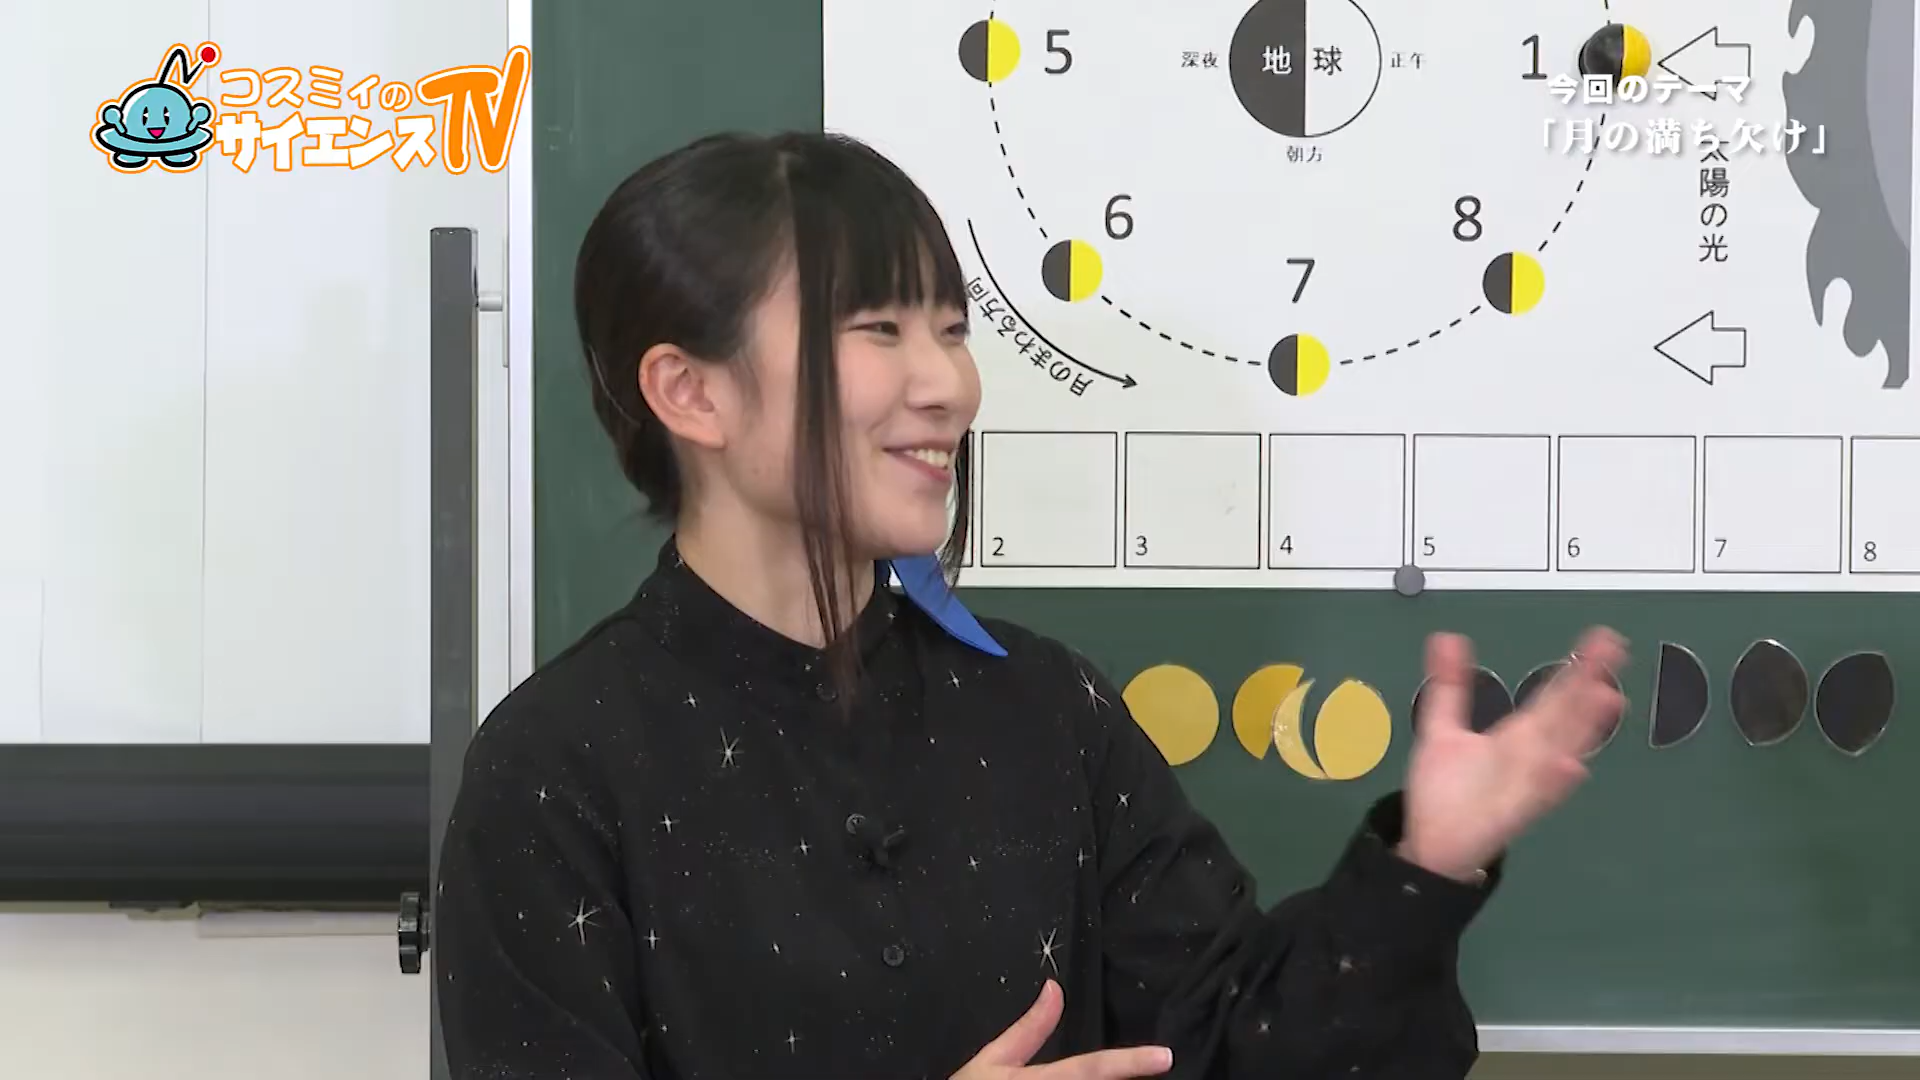 コスミィの
サイエンスTV
今回のテーマ
「月の満ち欠け」
5
深夜
地球
正午
1
朝方
太陽の光
6
8
7
月のまわる方向
2
3
4
5
6
7
8